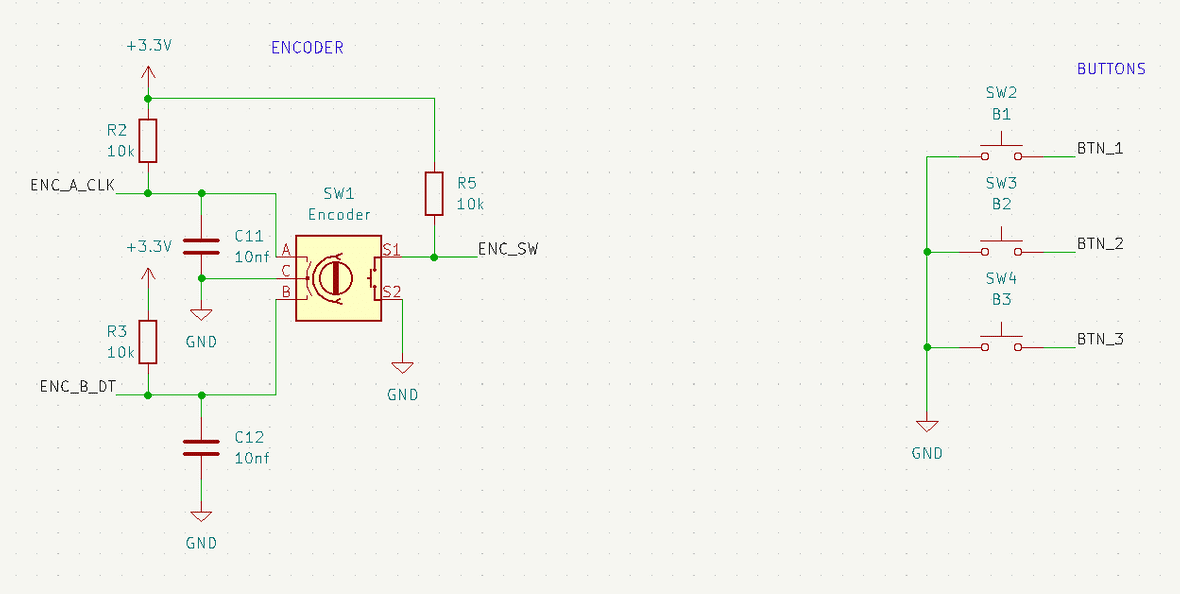 +3.3V
ENCODER
R2
10k
ENC_A_CLK
+3.3V
C11
10nf
GND
R3
10k
ENC_B_DT
C12
10nf
GND
SW1
Encoder
A
C
B
S1
S2
R5
10k
ENC_SW
GND
BUTTONS
SW2
B1
BTN_1
SW3
B2
BTN_2
SW4
B3
BTN_3
GND